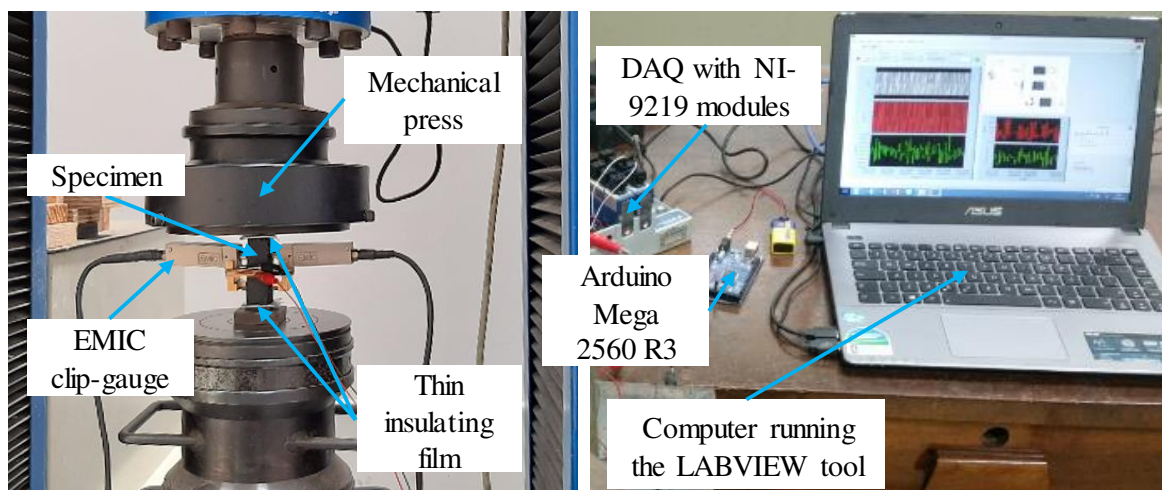 Mechanical
press
Specimen
EMIC
clip-gauge
Thin
insulating
film
DAQ with NI-
9219 modules
ASUS
Arduino
Mega
2560 R3
Computer running
the LABVIEW tool